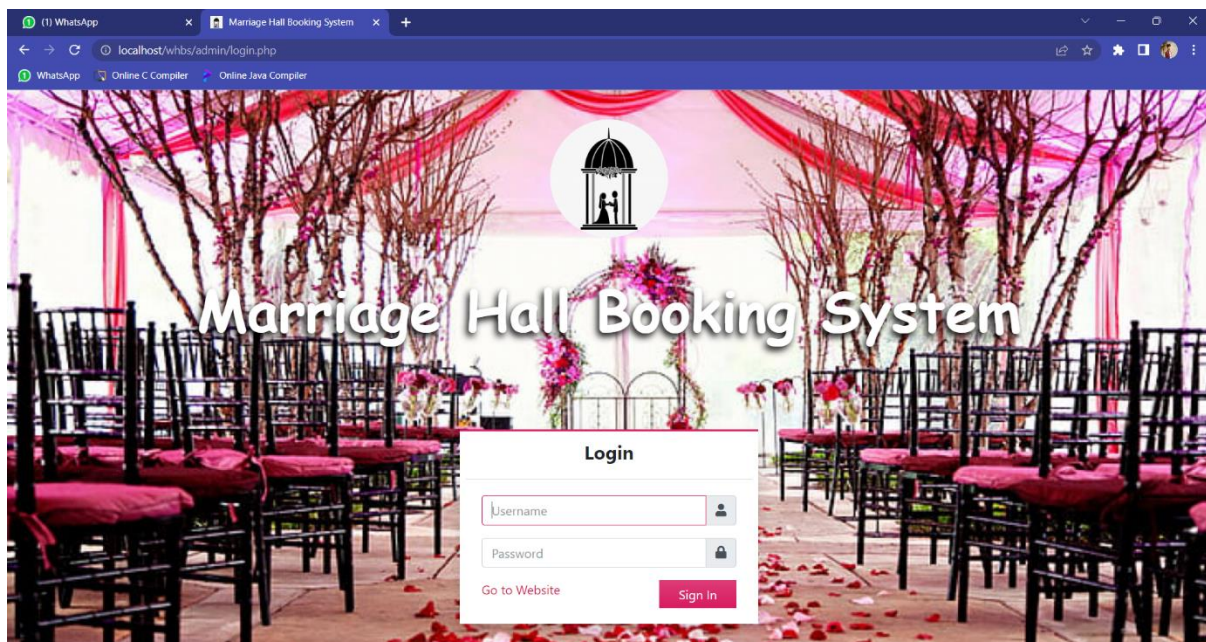 (1) WhatsApp
Marriage Hall Booking System
localhost/whbs/admin/login.php
WhatsApp
Online C Compiler
Online Java Compiler
Marriage Hall Booking System
Login
Username
Password
Go to Website
Sign In